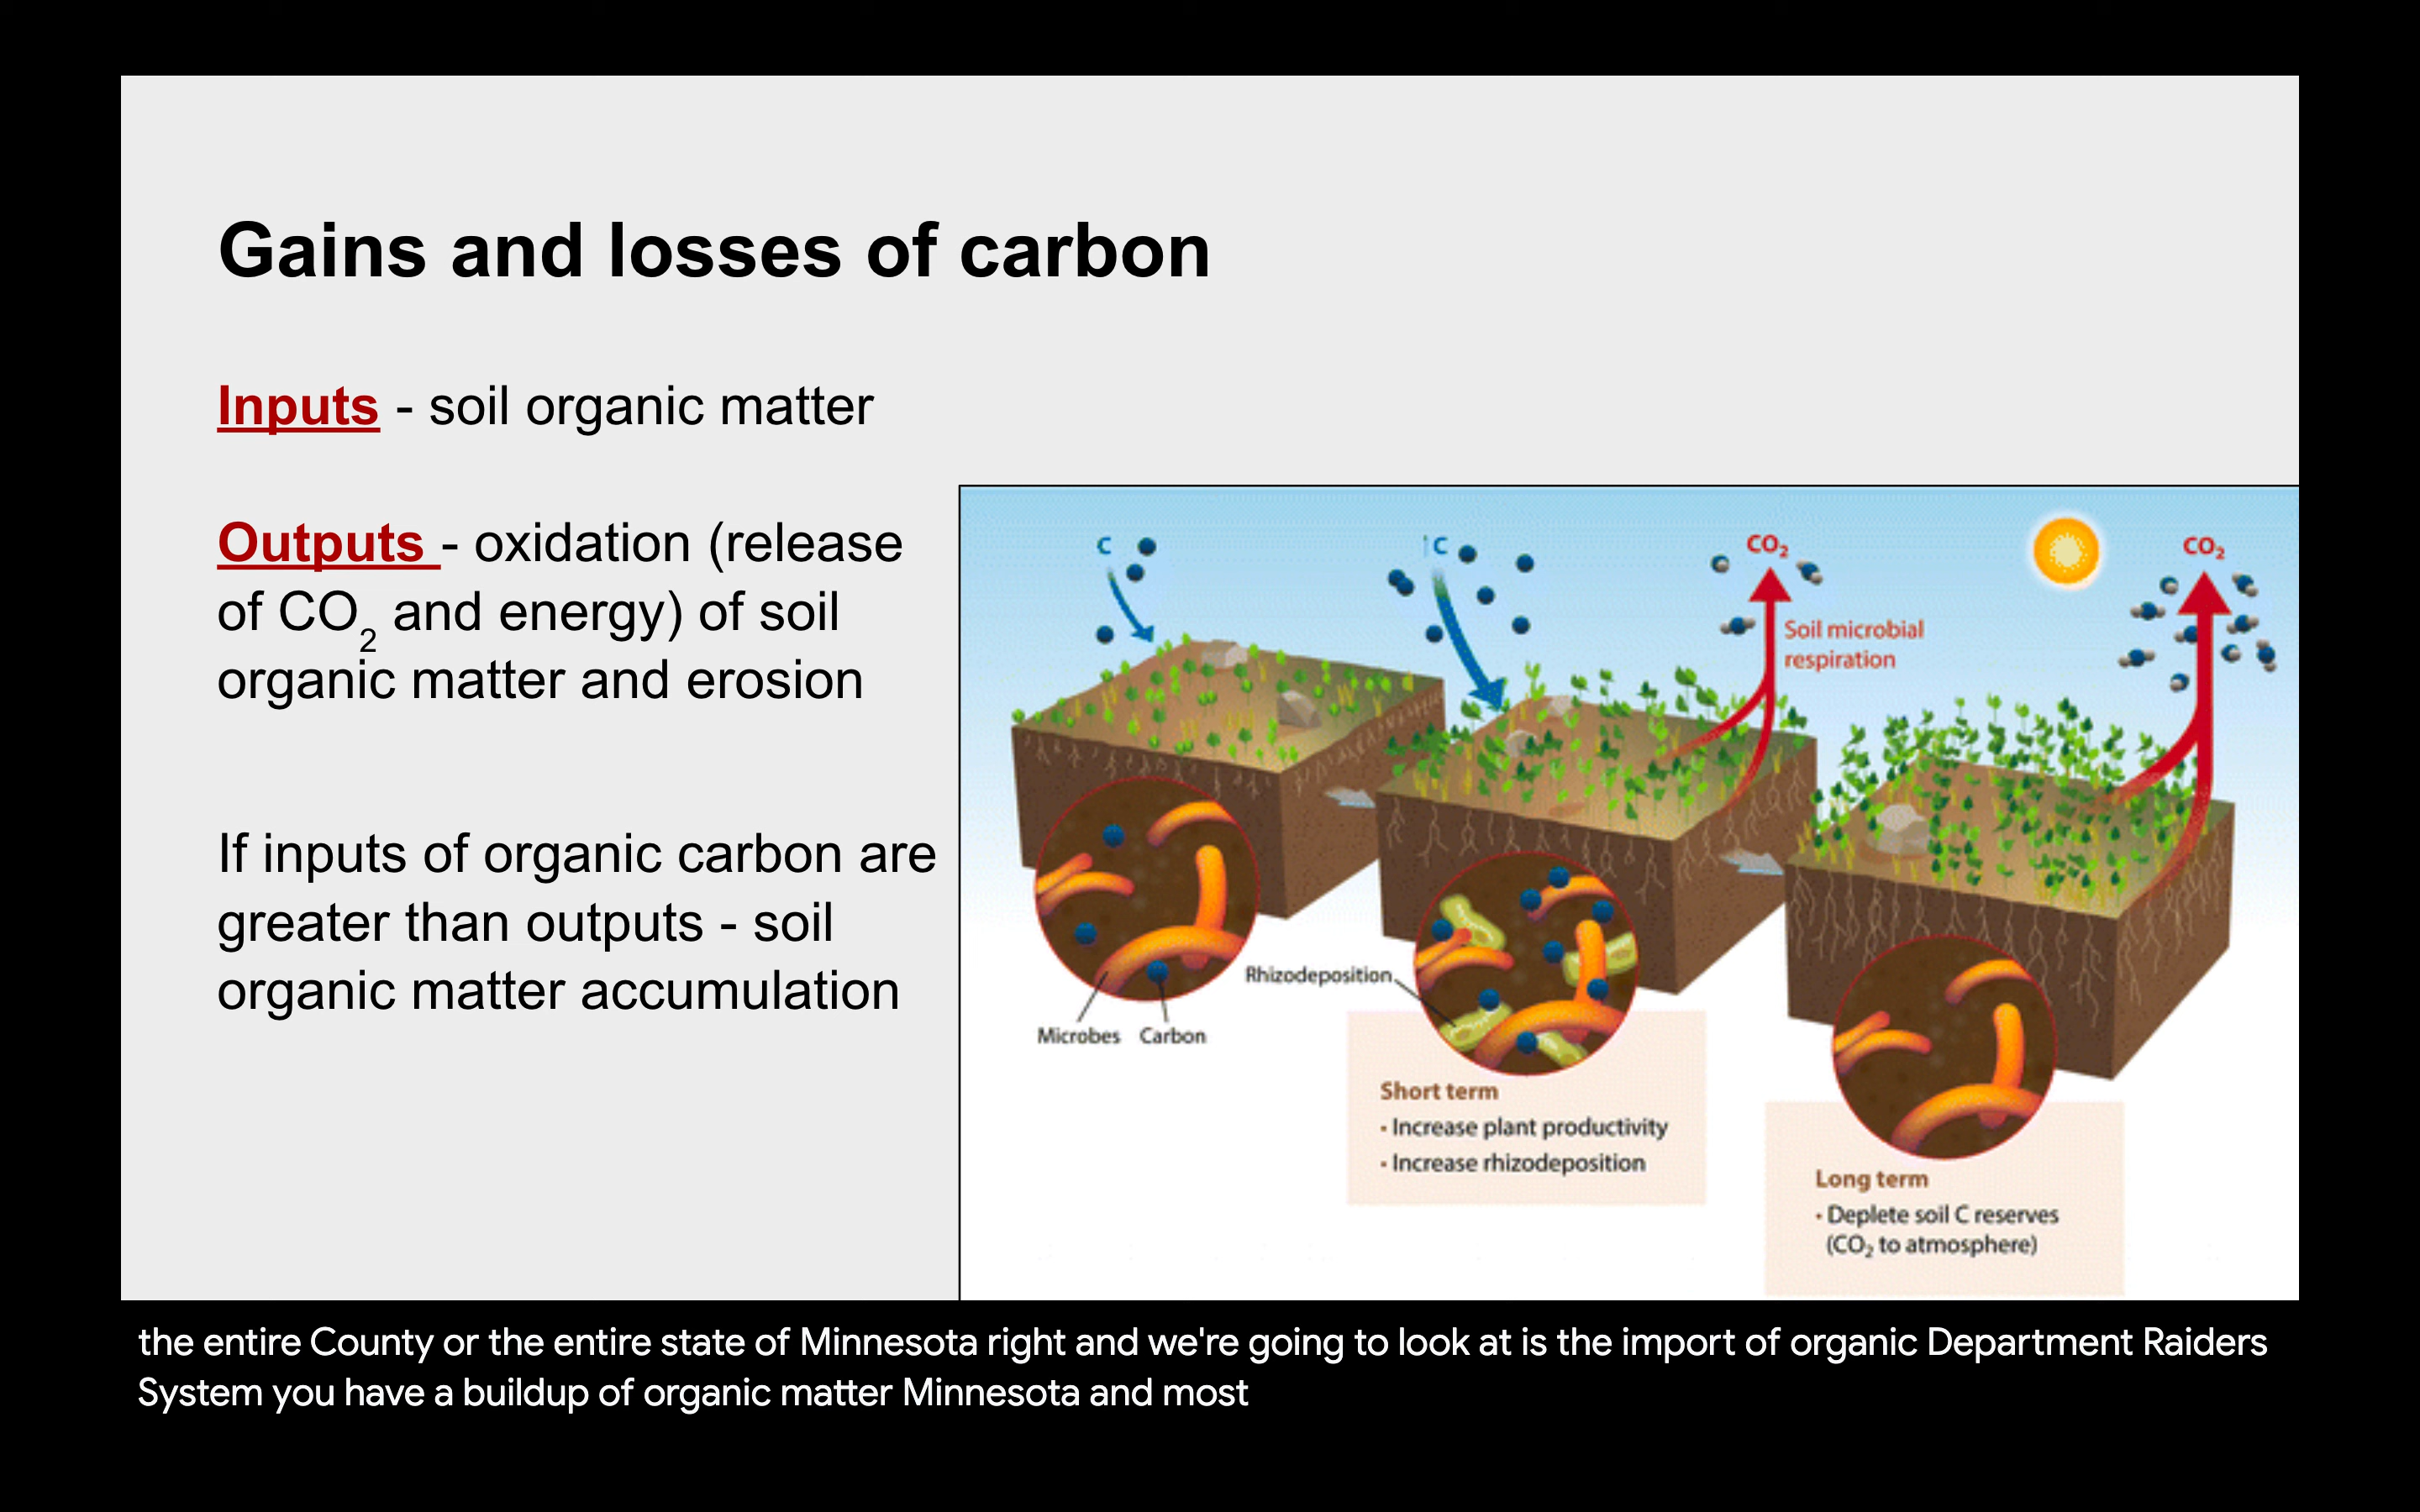 Gains and losses of carbon
Inputs - soil organic matter
Outputs - oxidation (release
of CO2 and energy) of soil
organic matter and erosion
If inputs of organic carbon are
greater than outputs - soil
organic matter accumulation
C
C
CO2
CO2
Soil microbial
respiration
Rhizodeposition
Microbes
Carbon
Short term
· Increase plant productivity
· Increase rhizodeposition
Long term
· Deplete soil C reserves
(CO2 to atmosphere)
the entire County or the entire state of Minnesota right and we're going to look at is the import of organic Department Raiders
System you have a buildup of organic matter Minnesota and most